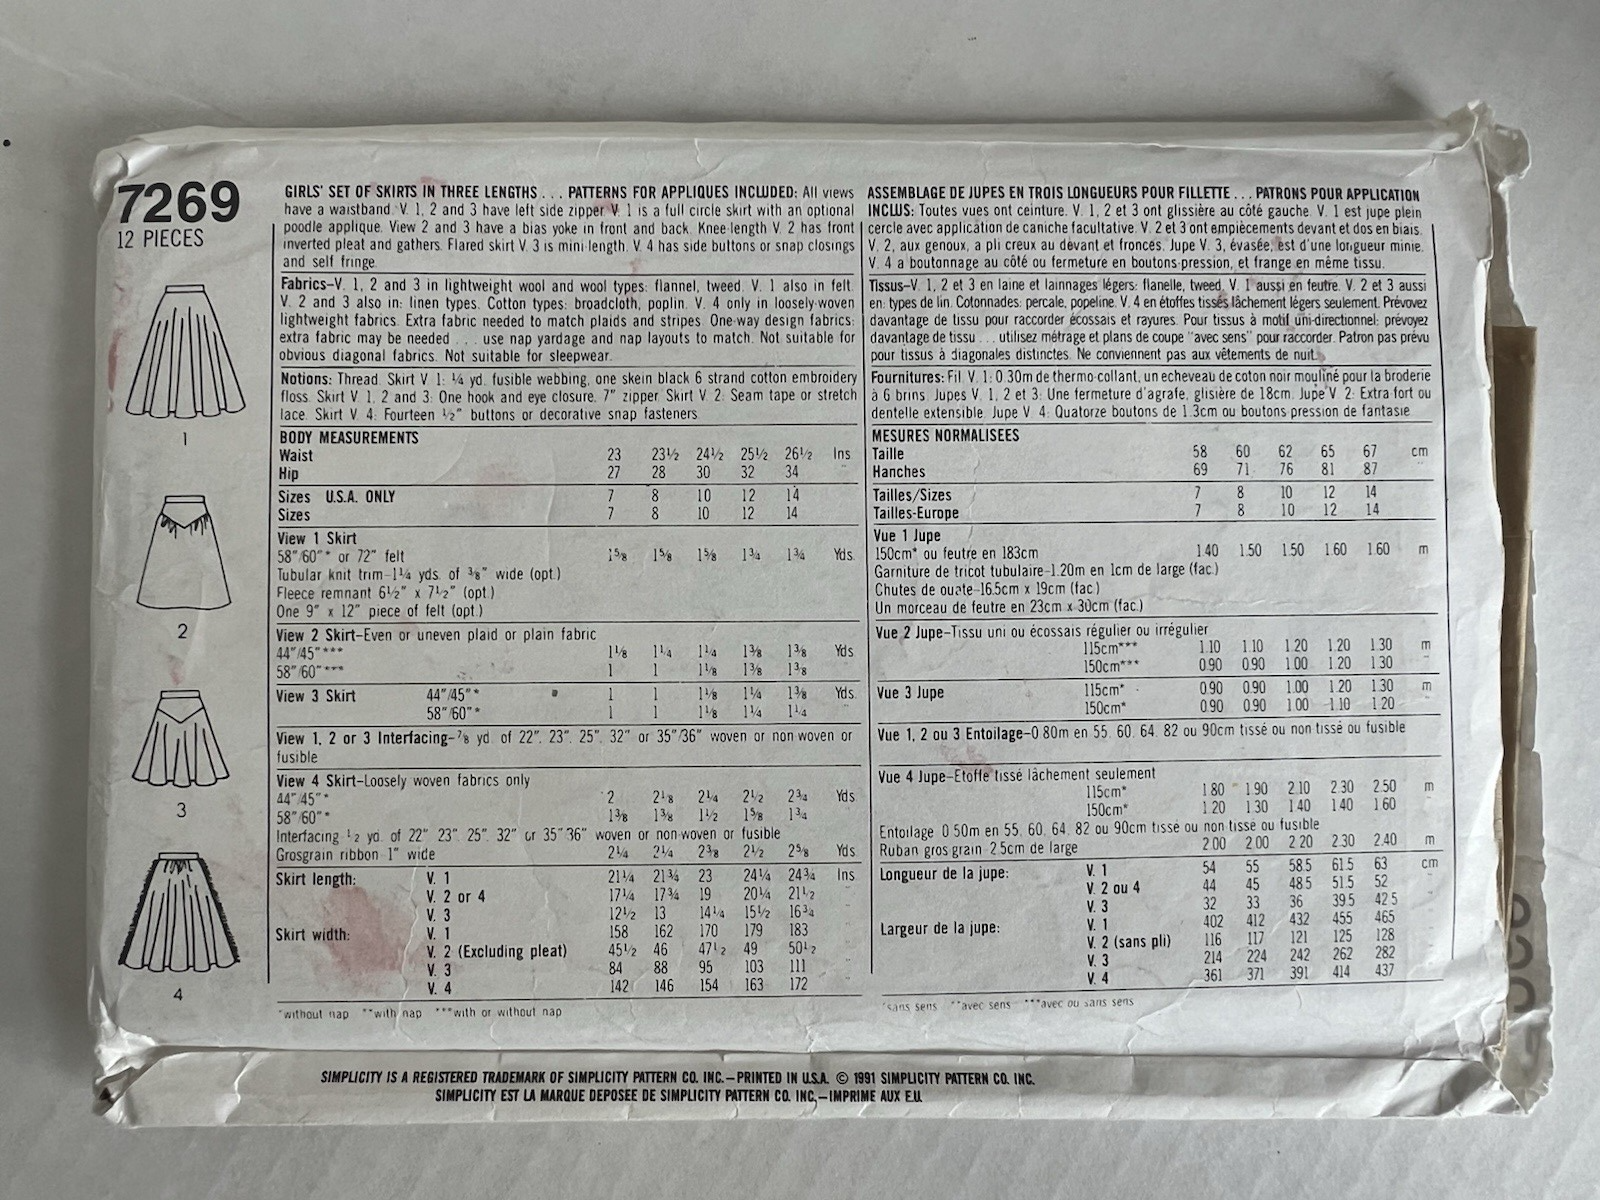 7269
12 PIECES
1
2
3
4
GIRLS' SET OF SKIRTS IN THREE LENGTHS . . . PATTERNS FOR APPLIQUES INCLUDED: All views
have a waistband. V. 1, 2 and 3 have left side zipper V. 1 is a full circle skirt with an optional
poodle applique. View 2 and 3 have a bias yoke in front and back. Knee-length V. 2 has front
inverted pleat and gathers. Flared skirt V. 3 is mini-length. V. 4 has side buttons or snap closings
and self fringe
Fabrics–V. 1, 2 and 3 in lightweight wool and wool types: flannel, tweed. V. 1 also in felt.
V. 2 and 3 also in: linen types. Cotton types: broadcloth, poplin. V. 4 only in loosely-woven
lightweight fabrics. Extra fabric needed to match plaids and stripes. One-way design fabrics:
extra fabric may be needed . . . use nap yardage and nap layouts to match. Not suitable for
obvious diagonal fabrics. Not suitable for sleepwear.
Notions: Thread. Skirt V. 1: ¼ yd. fusible webbing, one skein black 6 strand cotton embroidery
floss. Skirt V. 1, 2 and 3: One hook and eye closure. 7" zipper. Skirt V. 2: Seam tape or stretch
lace. Skirt V. 4: Fourteen ½" buttons or decorative snap fasteners.
BODY MEASUREMENTS
Waist 23 23½ 24½ 25½ 26½ Ins
Hip 27 28 30 32 34 "
Sizes U.S.A. ONLY 7 8 10 12 14
Sizes 7 8 10 12 14
View 1 Skirt
58"/60"* or 72" felt 1⅝ 1⅝ 1⅝ 1¾ 1¾ Yds.
Tubular knit trim–1¼ yds. of ⅜" wide (opt.)
Fleece remnant 6½" x 7½" (opt.)
One 9" x 12" piece of felt (opt.)
View 2 Skirt–Even or uneven plaid or plain fabric
44"/45"*** 1⅛ 1¼ 1¼ 1⅜ 1⅜ Yds
58"/60"*** 1 1 1⅛ 1⅜ 1⅜
View 3 Skirt 44"/45"* 1 1 1⅛ 1¼ 1⅜ Yds.
58"/60"* 1 1 1⅛ 1¼ 1¼
View 1, 2 or 3 Interfacing–⅞ yd. of 22", 23", 25", 32" or 35"/36" woven or non-woven or
fusible
View 4 Skirt–Loosely woven fabrics only
44"/45"* 2 2⅛ 2¼ 2½ 2¾ Yds
58"/60"* 1⅜ 1⅜ 1½ 1⅝ 1¾
Interfacing ½ yd. of 22" 23" 25" 32" or 35"36" woven or non-woven or fusible
Grosgrain ribbon 1" wide 2¼ 2¼ 2⅜ 2½ 2⅝ Yds
Skirt length: V. 1 21¼ 21¾ 23 24¼ 24¾ Ins
V. 2 or 4 17¼ 17¾ 19 20¼ 21½
V. 3 12½ 13 14¼ 15½ 16¾
Skirt width: V. 1 158 162 170 179 183
V. 2 (Excluding pleat) 45½ 46 47½ 49 50½
V. 3 84 88 95 103 111
V. 4 142 146 154 163 172
*without nap **with nap ***with or without nap
ASSEMBLAGE DE JUPES EN TROIS LONGUEURS POUR FILLETTE . . . PATRONS POUR APPLICATION
INCLUS: Toutes vues ont ceinture. V. 1, 2 et 3 ont glissière au côté gauche. V. 1 est jupe plein
cercle avec application de caniche facultative. V. 2 et 3 ont empiècements devant et dos en biais.
V. 2, aux genoux, a pli creux au devant et fronces. Jupe V. 3, évasée, est d'une longueur minie.
V. 4 a boutonnage au côté ou fermeture en boutons-pression, et frange en même tissu.
Tissus–V. 1, 2 et 3 en laine et lainnages légers: flanelle, tweed. V. 1 aussi en feutre. V. 2 et 3 aussi
en: types de lin. Cotonnades: percale, popeline. V. 4 en étoffes tissés lâchement légers seulement. Prévovez
davantage de tissu pour raccorder écossais et rayures. Pour tissus à motif uni-directionnel: prévoyez
davantage de tissu . . . utilisez métrage et plans de coupe "avec sens" pour raccorder. Patron pas prévu
pour tissus à diagonales distinctes. Ne conviennent pas aux vêtements de nuit.
Fournitures: Fil. V. 1: 0.30m de thermo-collant, un echeveau de coton noir mouliné pour la broderie
à 6 brins. Jupes V. 1, 2 et 3: Une fermeture d'agrafe, glisière de 18cm. Jupe V. 2: Extra fort ou
dentelle extensible. Jupe V. 4: Quatorze boutons de 1.3cm ou boutons-pression de fantasie.
MESURES NORMALISEES
Taille 58 60 62 65 67 cm
Hanches 69 71 76 81 87 "
Tailles/Sizes 7 8 10 12 14
Tailles-Europe 7 8 10 12 14
Vue 1 Jupe
150cm* ou feutre en 183cm 1.40 1.50 1.50 1.60 1.60 m
Garniture de tricot tubulaire–1.20m en 1cm de large (fac.)
Chutes de ouate–16.5cm x 19cm (fac.)
Un morceau de feutre en 23cm x 30cm (fac.)
Vue 2 Jupe–Tissu uni ou écossais régulier ou irrégulier
115cm*** 1.10 1.10 1.20 1.20 1.30 m
150cm*** 0.90 0.90 1.00 1.20 1.30
Vue 3 Jupe 115cm* 0.90 0.90 1.00 1.20 1.30 m
150cm* 0.90 0.90 1.00 1.10 1.20
Vue 1, 2 ou 3 Entoilage–0.80m en 55, 60, 64, 82 ou 90cm tissé ou non tissé ou fusible
Vue 4 Jupe–Etoffe tissé lâchement seulement
115cm* 1.80 1.90 2.10 2.30 2.50 m
150cm* 1.20 1.30 1.40 1.40 1.60
Entoilage 0.50m en 55, 60, 64, 82 ou 90cm tissé ou non tissé ou fusible
Ruban gros grain 2.5cm de large 2.00 2.00 2.20 2.30 2.40 m
Longueur de la jupe: V. 1 54 55 58.5 61.5 63 cm
V. 2 ou 4 44 45 48.5 51.5 52
V. 3 32 33 36 39.5 42.5
Largeur de la jupe: V. 1 402 412 432 455 465
V. 2 (sans pli) 116 117 121 125 128
V. 3 214 224 242 262 282
V. 4 361 371 391 414 437
*sans sens **avec sens ***avec ou sans sens
SIMPLICITY IS A REGISTERED TRADEMARK OF SIMPLICITY PATTERN CO. INC.—PRINTED IN U.S.A. © 1991 SIMPLICITY PATTERN CO. INC.
SIMPLICITY EST LA MARQUE DEPOSEE DE SIMPLICITY PATTERN CO. INC.—IMPRIME AUX E.U.